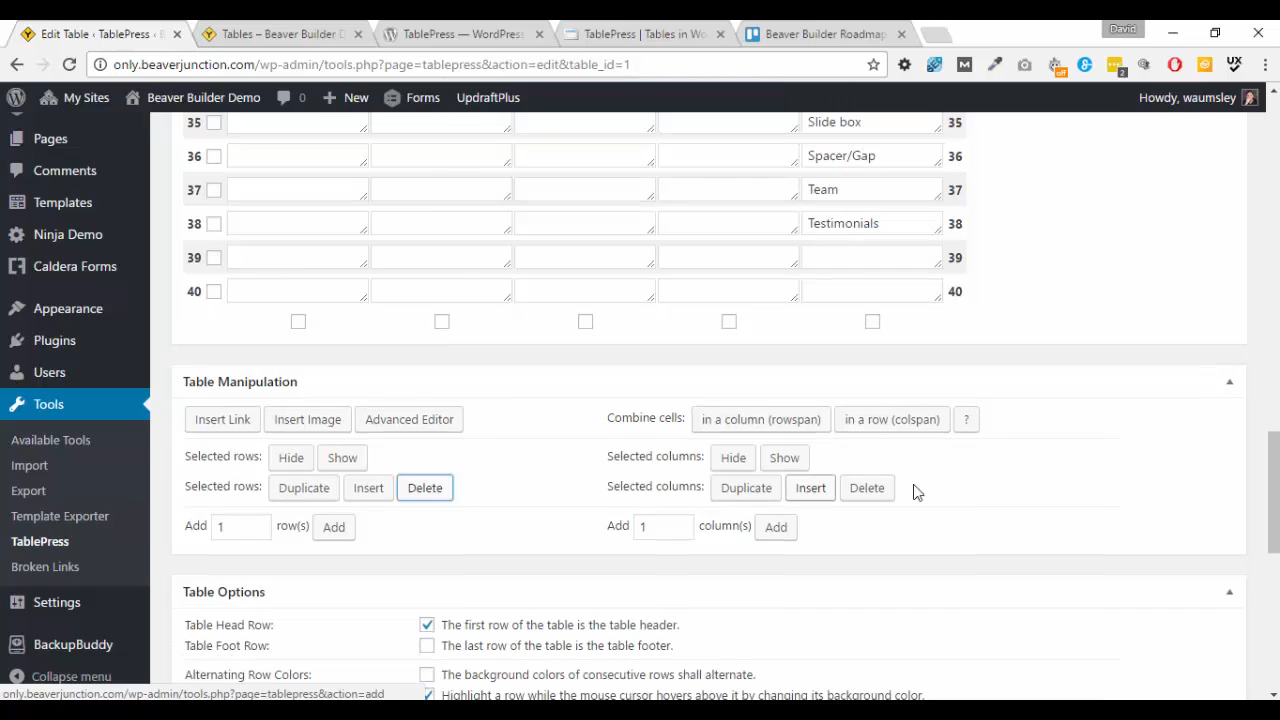 Edit Table ‹ TablePress ‹ B
Tables – Beaver Builder D
TablePress — WordPress
TablePress | Tables in Wo
Beaver Builder Roadmap
David
only.beaverjunction.com/wp-admin/tools.php?page=tablepress&action=edit&table_id=1
off
2
UX
My Sites
Beaver Builder Demo
0
New
Forms
UpdraftPlus
Howdy, waumsley
Pages
Comments
Templates
Ninja Demo
Caldera Forms
Appearance
Plugins
Users
Tools
Available Tools
Import
Export
Template Exporter
TablePress
Broken Links
Settings
BackupBuddy
Collapse menu
35 Slide box 35
36 Spacer/Gap 36
37 Team 37
38 Testimonials 38
39 39
40 40
Table Manipulation
Insert Link Insert Image Advanced Editor Combine cells: in a column (rowspan) in a row (colspan) ?
Selected rows: Hide Show Selected columns: Hide Show
Selected rows: Duplicate Insert Delete Selected columns: Duplicate Insert Delete
Add 1 row(s) Add Add 1 column(s) Add
Table Options
Table Head Row: The first row of the table is the table header.
Table Foot Row: The last row of the table is the table footer.
Alternating Row Colors: The background colors of consecutive rows shall alternate.
Highlight a row while the mouse cursor hovers above it by changing its background color.
only.beaverjunction.com/wp-admin/tools.php?page=tablepress&action=add